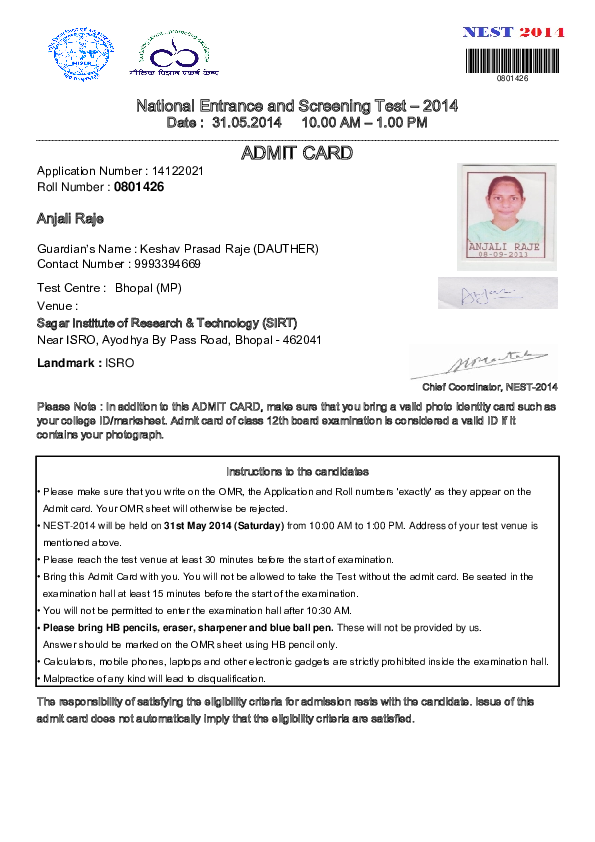 NEST 2014
0801426
मौलिक विज्ञान प्रकर्ष केन्द्र
National Entrance and Screening Test – 2014
Date : 31.05.2014 10.00 AM – 1.00 PM
ADMIT CARD
Application Number : 14122021
Roll Number : 0801426
Anjali Raje
ANJALI RAJE
08-09-2013
Guardian's Name : Keshav Prasad Raje (DAUTHER)
Contact Number : 9993394669
Test Centre : Bhopal (MP)
Venue :
Sagar Institute of Research & Technology (SIRT)
Near ISRO, Ayodhya By Pass Road, Bhopal - 462041
Landmark : ISRO
Chief Coordinator, NEST-2014
Please Note : In addition to this ADMIT CARD, make sure that you bring a valid photo identity card such as
your college ID/marksheet. Admit card of class 12th board examination is considered a valid ID if it
contains your photograph.
Instructions to the candidates
• Please make sure that you write on the OMR, the Application and Roll numbers 'exactly' as they appear on the
Admit card. Your OMR sheet will otherwise be rejected.
• NEST-2014 will be held on 31st May 2014 (Saturday) from 10:00 AM to 1:00 PM. Address of your test venue is
mentioned above.
• Please reach the test venue at least 30 minutes before the start of examination.
• Bring this Admit Card with you. You will not be allowed to take the Test without the admit card. Be seated in the
examination hall at least 15 minutes before the start of the examination.
• You will not be permitted to enter the examination hall after 10:30 AM.
• Please bring HB pencils, eraser, sharpener and blue ball pen. These will not be provided by us.
Answer should be marked on the OMR sheet using HB pencil only.
• Calculators, mobile phones, laptops and other electronic gadgets are strictly prohibited inside the examination hall.
• Malpractice of any kind will lead to disqualification.
The responsibility of satisfying the eligibility criteria for admission rests with the candidate. Issue of this
admit card does not automatically imply that the eligibility criteria are satisfied.